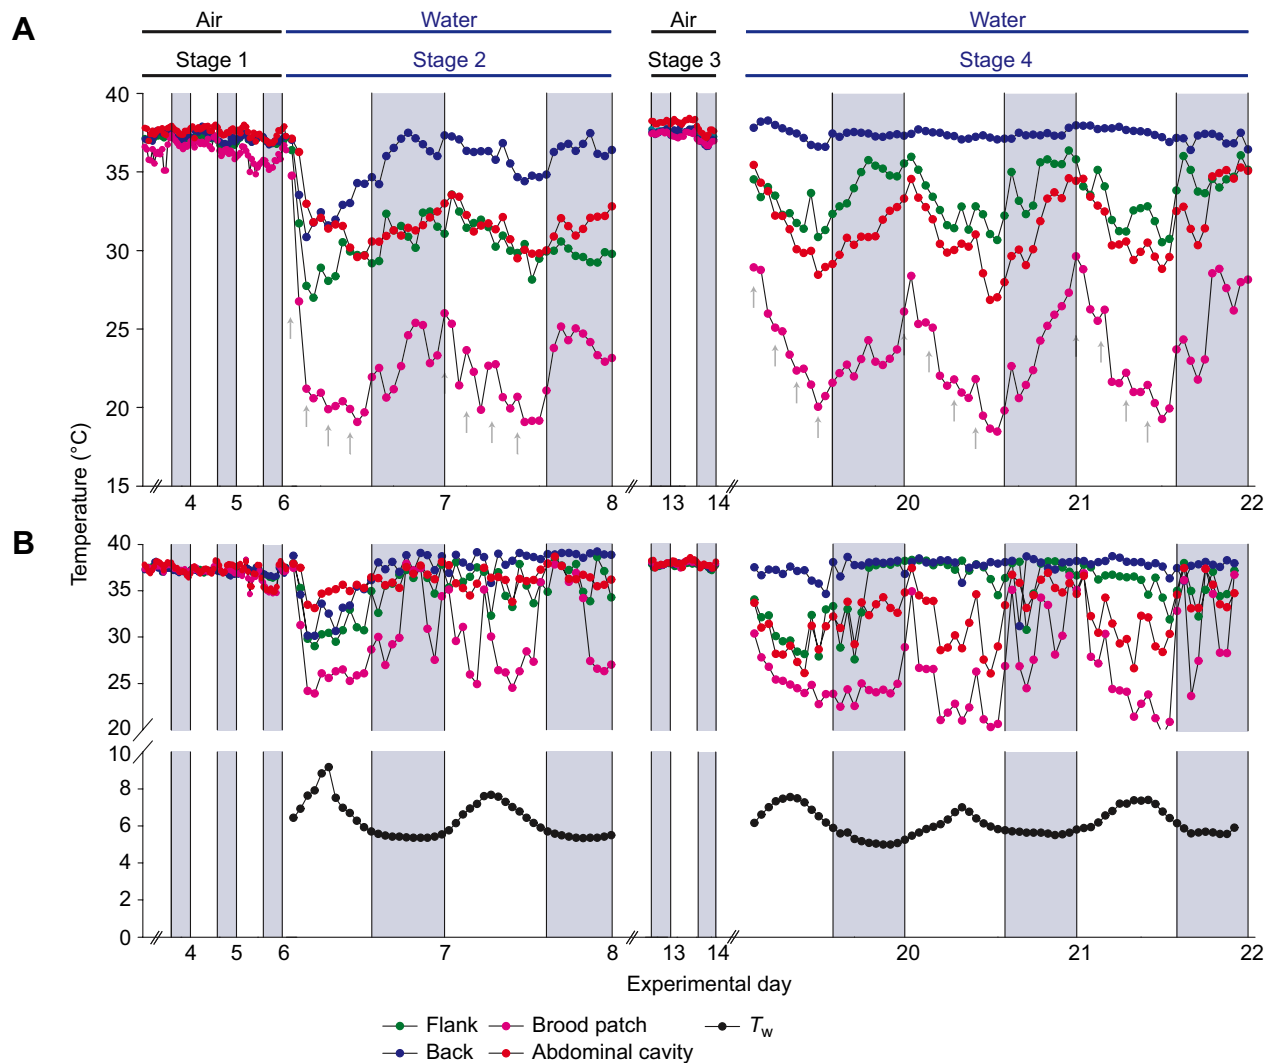 A
Air
Water
Air
Water
Stage 1
Stage 2
Stage 3
Stage 4
40
35
30
25
20
15
4
5
6
7
8
13
14
20
21
22
Temperature (°C)
B
40
35
30
25
20
10
8
6
4
2
0
4
5
6
7
8
13
14
20
21
22
Experimental day
Flank
Brood patch
Tw
Back
Abdominal cavity